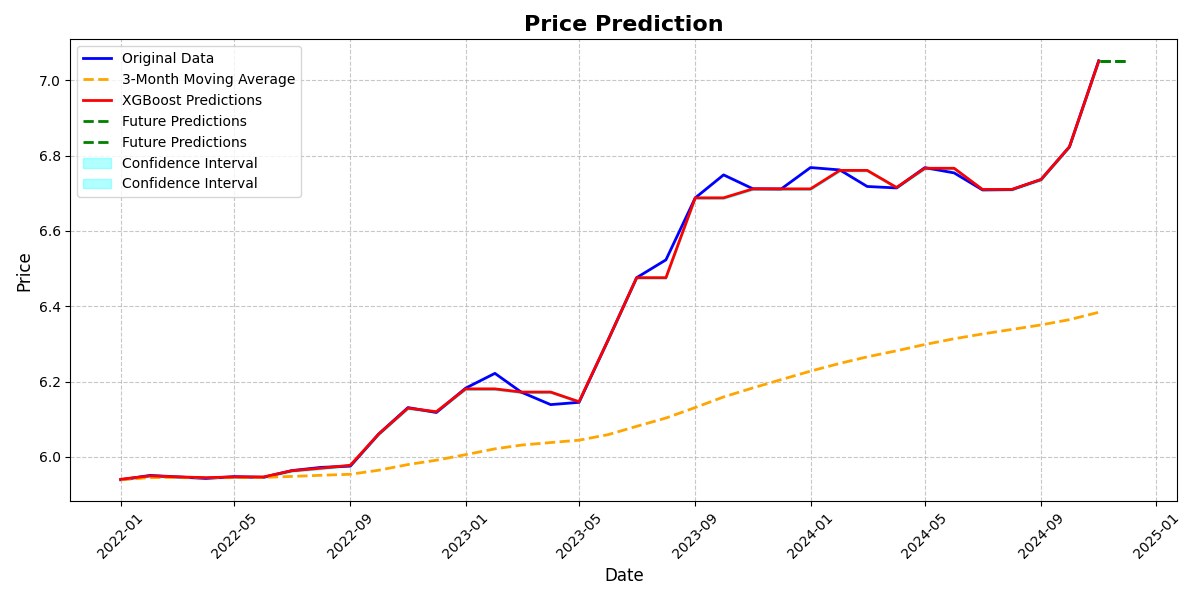 Price Prediction
Original Data
3-Month Moving Average
XGBoost Predictions
Future Predictions
Future Predictions
Confidence Interval
Confidence Interval
Price
7.0
6.8
6.6
6.4
6.2
6.0
2022-01
2022-05
2022-09
2023-01
2023-05
2023-09
2024-01
2024-05
2024-09
2025-01
Date